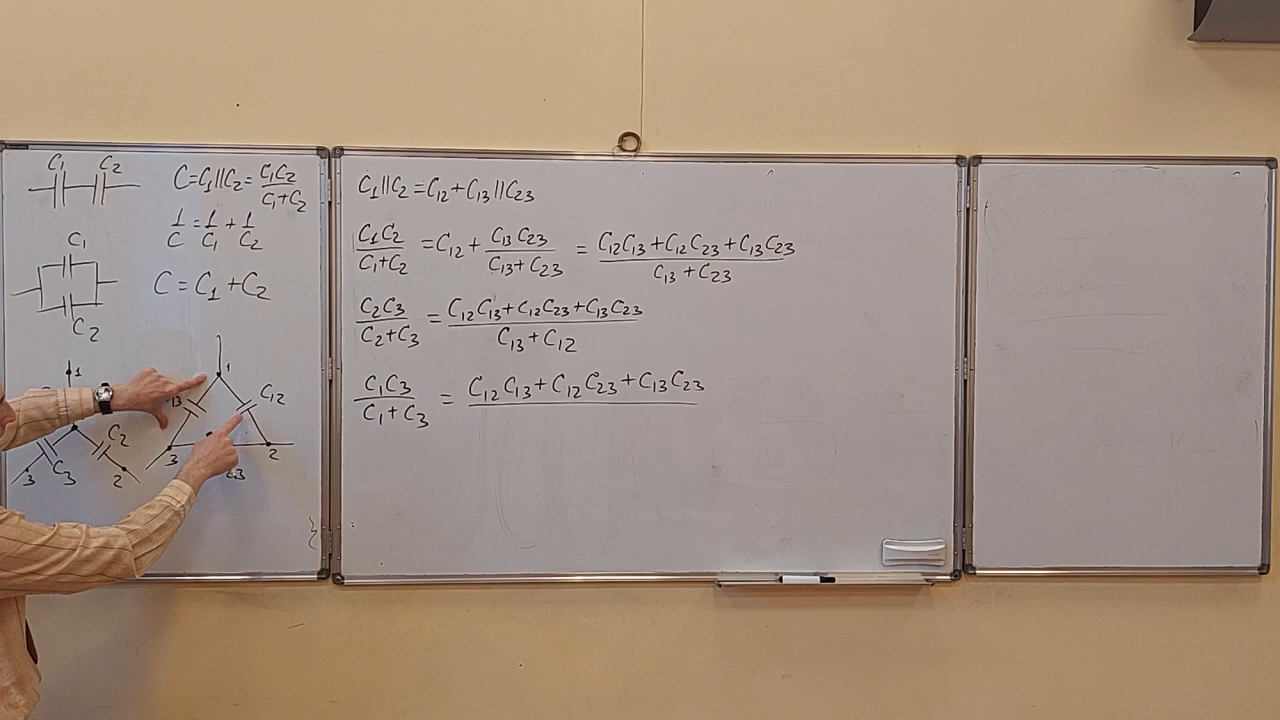 C₁ C₂
C=C₁||C₂=C₁C₂/(C₁+C₂)
1/C=1/C₁+1/C₂
C₁
C = C₁ + C₂
C₂
1
C₂
C₃
3
2
1
13
C₁₂
3
2
23
C₁||C₂ = C₁₂ + C₁₃||C₂₃
C₁C₂/(C₁+C₂) = C₁₂ + C₁₃C₂₃/(C₁₃+C₂₃) = (C₁₂C₁₃+C₁₂C₂₃+C₁₃C₂₃)/(C₁₃+C₂₃)
C₂C₃/(C₂+C₃) = (C₁₂C₁₃+C₁₂C₂₃+C₁₃C₂₃)/(C₁₃+C₁₂)
C₁C₃/(C₁+C₃) = C₁₂C₁₃+C₁₂C₂₃+C₁₃C₂₃